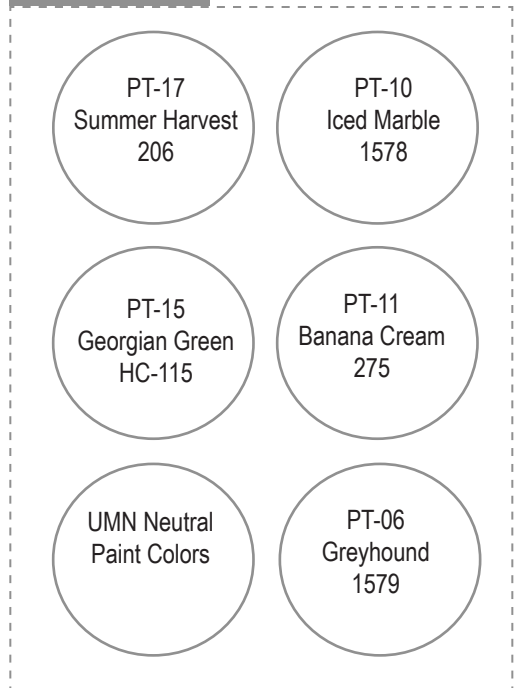 PT-17
Summer Harvest
206
PT-10
Iced Marble
1578
PT-15
Georgian Green
HC-115
PT-11
Banana Cream
275
UMN Neutral
Paint Colors
PT-06
Greyhound
1579